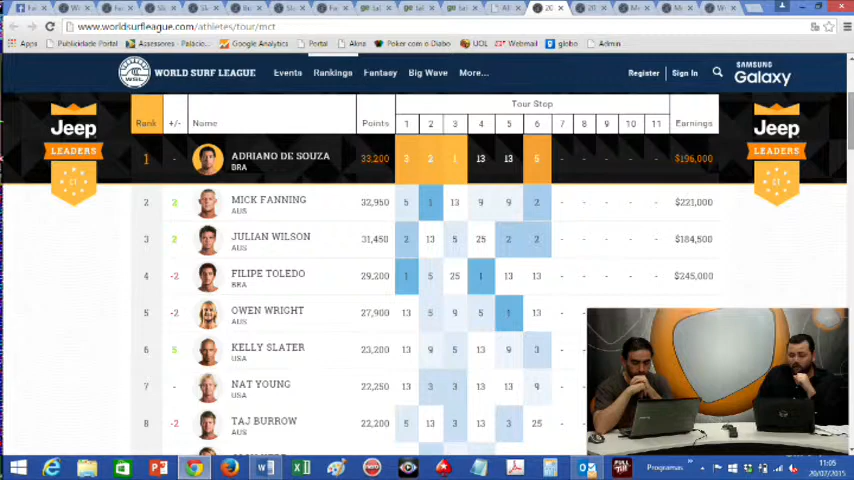 www.worldsurfleague.com/athletes/tour/mct
Apps Publicidade Portal Assessores - Palácio... Google Analytics Portal Akna Poker com o Diabo UOL Webmail globo Admin
WORLD SURF LEAGUE Events Rankings Fantasy Big Wave More... Register Sign In SAMSUNG Galaxy
Tour Stop
Rank +/- Name Points 1 2 3 4 5 6 7 8 9 10 11 Earnings
Jeep
LEADERS
Jeep
LEADERS
1 - ADRIANO DE SOUZA 33,200 3 2 1 13 13 5 - - - - - $196,000
BRA
2 2 MICK FANNING 32,950 5 1 13 9 9 2 - - - - - $221,000
AUS
3 2 JULIAN WILSON 31,450 2 13 5 25 2 2 - - - - - $184,500
AUS
4 -2 FILIPE TOLEDO 29,200 1 5 25 1 13 13 - - - - - $245,000
BRA
5 -2 OWEN WRIGHT 27,900 13 5 9 5 1 13 - -
AUS
6 5 KELLY SLATER 23,200 13 9 5 13 9 3 - -
USA
7 - NAT YOUNG 22,250 13 3 3 13 13 9 - -
USA
8 -2 TAJ BURROW 22,200 5 13 3 13 3 25 - -
AUS
FULL TILT Programas 11:05
20/07/2015